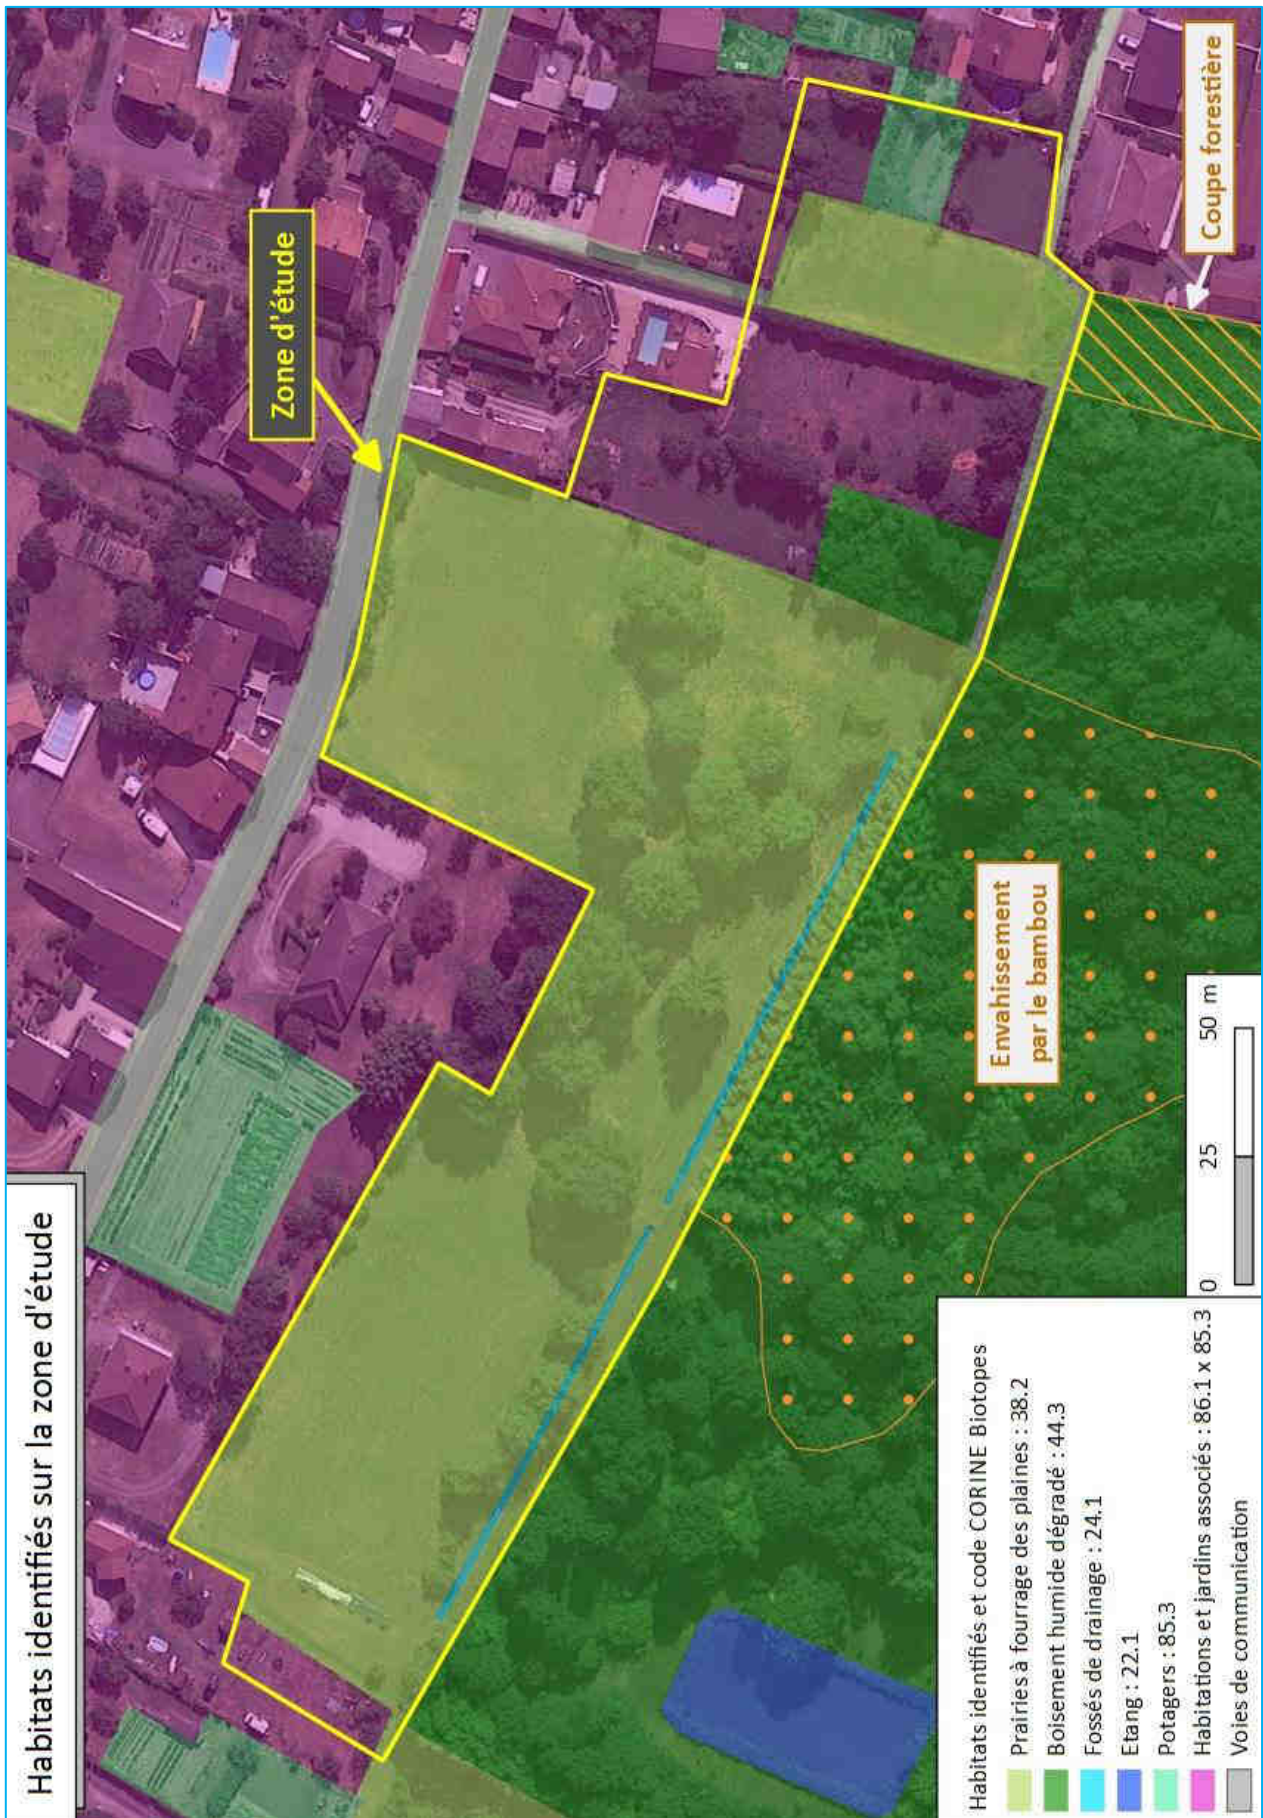 Habitats identifiés sur la zone d'étude
Zone d'étude
Coupe forestière
Envahissement
par le bambou
0 25 50 m
Habitats identifiés et code CORINE Biotopes
Prairies à fourrage des plaines : 38.2
Boisement humide dégradé : 44.3
Fossés de drainage : 24.1
Etang : 22.1
Potagers : 85.3
Habitations et jardins associés : 86.1 x 85.3
Voies de communication